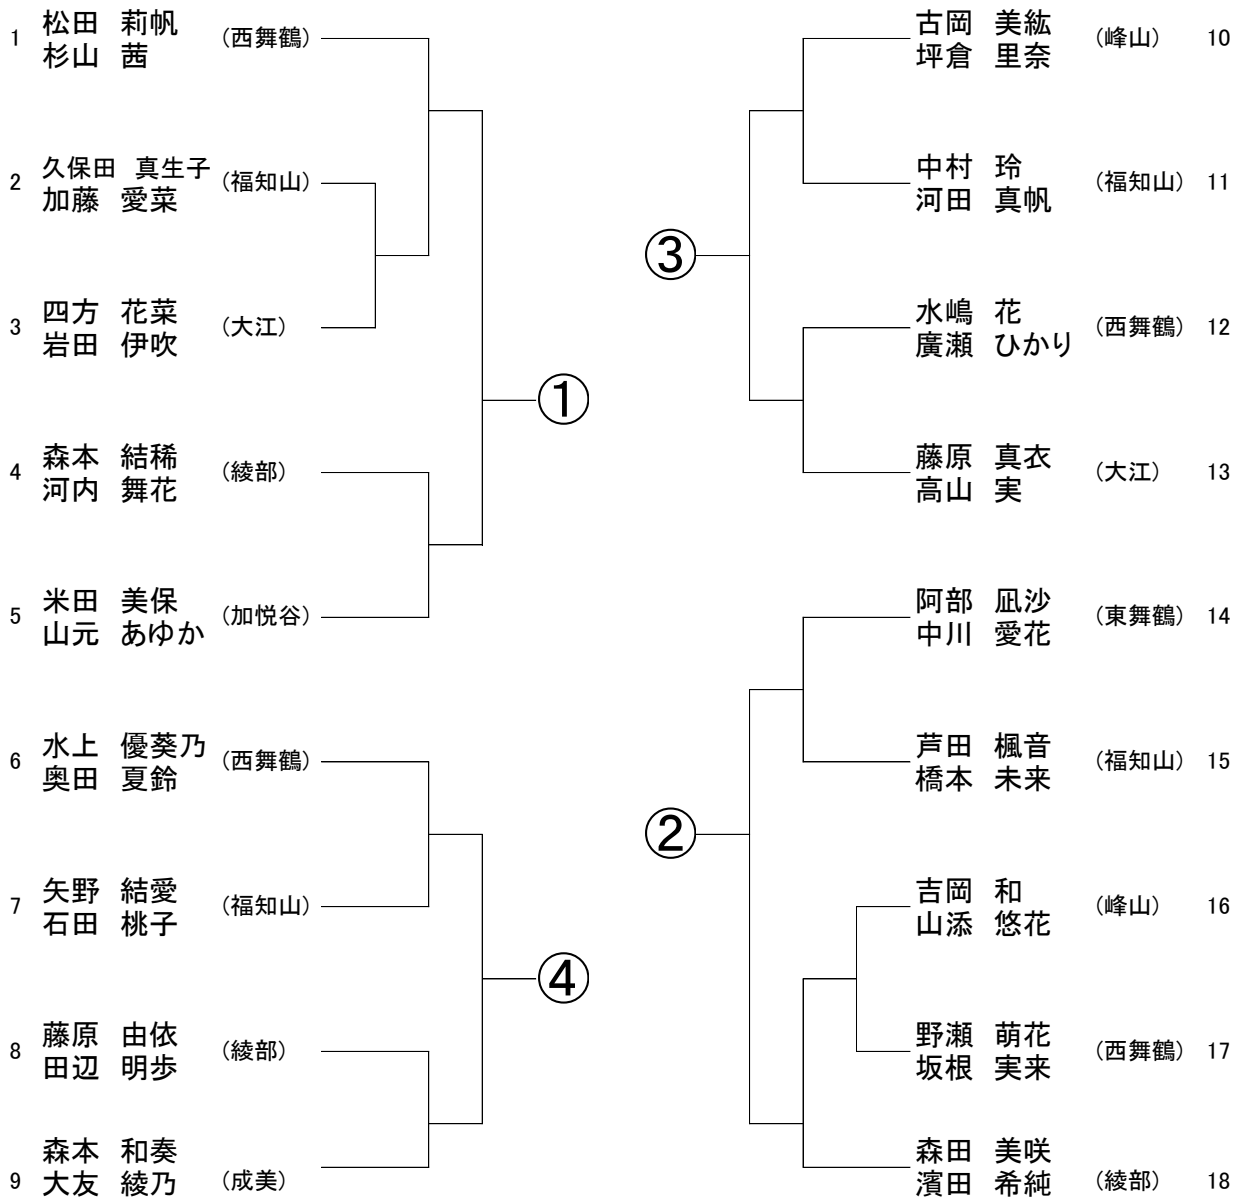 松田　莉帆
1 (西舞鶴)
杉山　茜
久保田　真生子
2 (福知山)
加藤　愛菜
四方　花菜
3 (大江)
岩田　伊吹
①
森本　結稀
4 (綾部)
河内　舞花
米田　美保
5 (加悦谷)
山元　あゆか
水上　優葵乃
6 (西舞鶴)
奥田　夏鈴
矢野　結愛
7 (福知山)
石田　桃子
④
藤原　由依
8 (綾部)
田辺　明歩
森本　和奏
9 大友　綾乃 (成美)
古岡　美紘
(峰山) 10
坪倉　里奈
中村　玲
(福知山) 11
河田　真帆
③
水嶋　花
(西舞鶴) 12
廣瀬　ひかり
藤原　真衣
(大江) 13
高山　実
阿部　凪沙
(東舞鶴) 14
中川　愛花
芦田　楓音
(福知山) 15
橋本　未来
②
吉岡　和
(峰山) 16
山添　悠花
野瀬　萌花
(西舞鶴) 17
坂根　実来
森田　美咲
濱田　希純 (綾部) 18